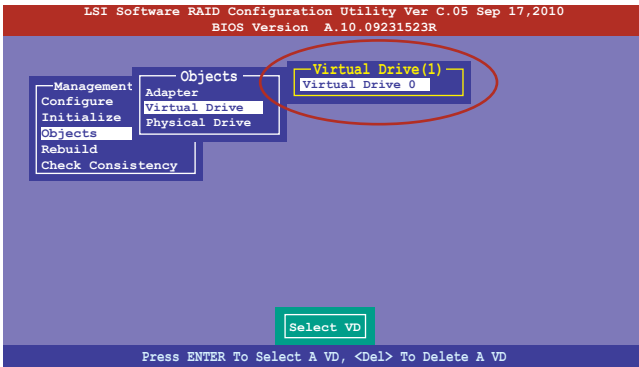 LSI Software RAID Configuration Utility Ver C.05 Sep 17,2010
BIOS Version A.10.09231523R
Management
Configure
Initialize
Objects
Rebuild
Check Consistency
Objects
Adapter
Virtual Drive
Physical Drive
Virtual Drive(1)
Virtual Drive 0
Select VD
Press ENTER To Select A VD, <Del> To Delete A VD